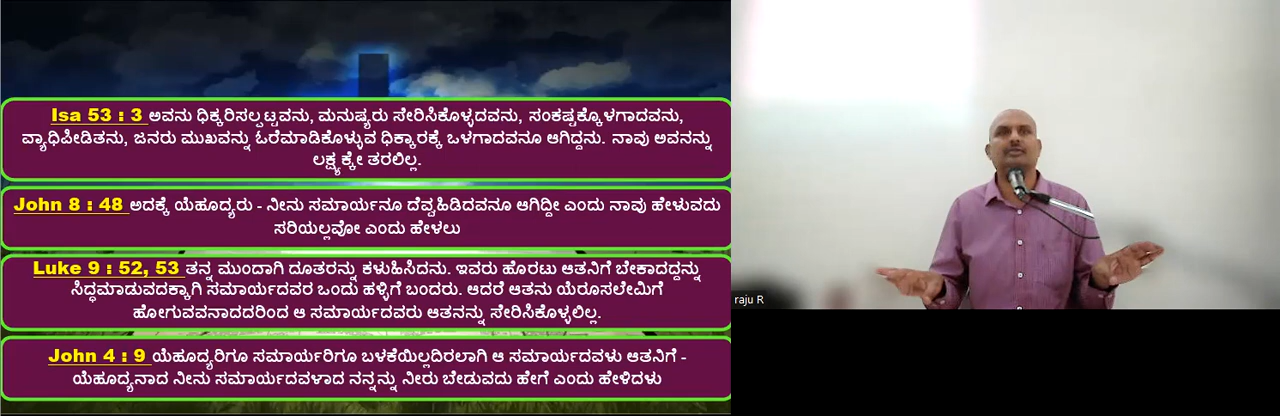 Isa 53 : 3 ಅವನು ಧಿಕ್ಕರಿಸಲ್ಪಟ್ಟವನು, ಮನುಷ್ಯರು ಸೇರಿಸಿಕೊಳ್ಳದವನು, ಸಂಕಷ್ಟಕ್ಕೊಳಗಾದವನು,
ವ್ಯಾಧಿಪೀಡಿತನು, ಜನರು ಮುಖವನ್ನು ಓರೆಮಾಡಿಕೊಳ್ಳುವ ಧಿಕ್ಕಾರಕ್ಕೆ ಒಳಗಾದವನೂ ಆಗಿದ್ದನು. ನಾವು ಅವನನ್ನು
ಲಕ್ಷ್ಯಕ್ಕೇ ತರಲಿಲ್ಲ.
John 8 : 48 ಅದಕ್ಕೆ ಯೆಹೂದ್ಯರು - ನೀನು ಸಮಾರ್ಯನೂ ದೆವ್ವಹಿಡಿದವನೂ ಆಗಿದ್ದೀ ಎಂದು ನಾವು ಹೇಳುವದು
ಸರಿಯಲ್ಲವೋ ಎಂದು ಹೇಳಲು
Luke 9 : 52, 53 ತನ್ನ ಮುಂದಾಗಿ ದೂತರನ್ನು ಕಳುಹಿಸಿದನು. ಇವರು ಹೊರಟು ಆತನಿಗೆ ಬೇಕಾದದ್ದನ್ನು
ಸಿದ್ಧಮಾಡುವದಕ್ಕಾಗಿ ಸಮಾರ್ಯದವರ ಒಂದು ಹಳ್ಳಿಗೆ ಬಂದರು. ಆದರೆ ಆತನು ಯೆರೂಸಲೇಮಿಗೆ
ಹೋಗುವವನಾದದರಿಂದ ಆ ಸಮಾರ್ಯದವರು ಆತನನ್ನು ಸೇರಿಸಿಕೊಳ್ಳಲಿಲ್ಲ.
John 4 : 9 ಯೆಹೂದ್ಯರಿಗೂ ಸಮಾರ್ಯರಿಗೂ ಬಳಕೆಯಿಲ್ಲದಿರಲಾಗಿ ಆ ಸಮಾರ್ಯದವಳು ಆತನಿಗೆ -
ಯೆಹೂದ್ಯನಾದ ನೀನು ಸಮಾರ್ಯದವಳಾದ ನನ್ನನ್ನು ನೀರು ಬೇಡುವದು ಹೇಗೆ ಎಂದು ಹೇಳಿದಳು
raju R